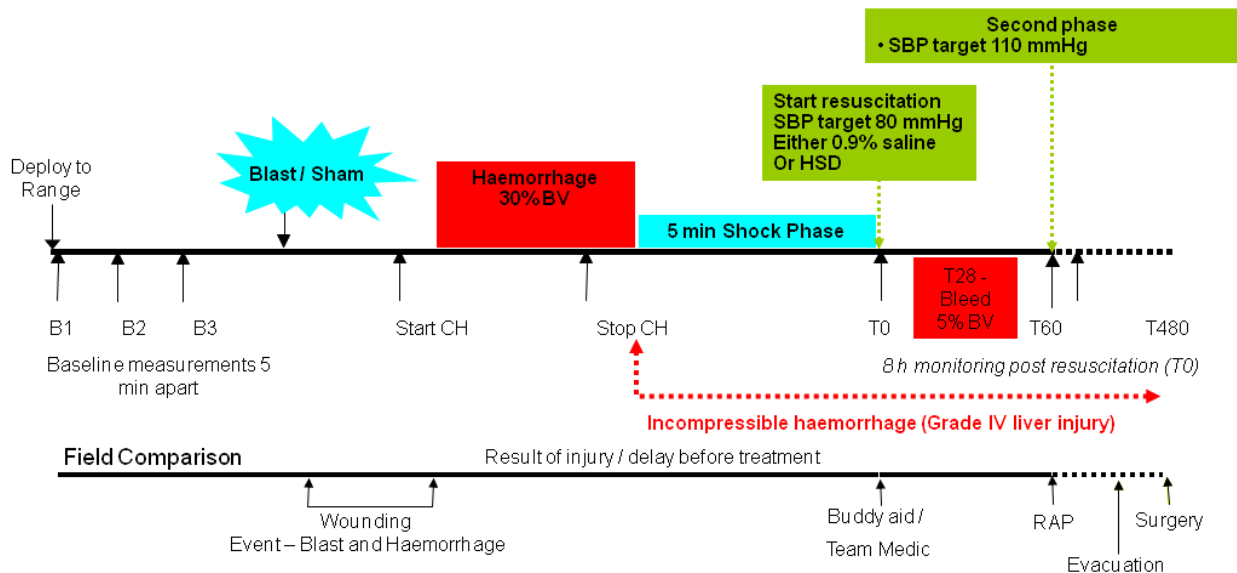 Second phase
• SBP target 110 mmHg
Start resuscitation
SBP target 80 mmHg
Either 0.9% saline
Or HSD
Deploy to
Range
Blast / Sham
Haemorrhage
30% BV
5 min Shock Phase
T28 -
Bleed
5% BV
B1
B2
B3
Start CH
Stop CH
T0
T60
T480
Baseline measurements 5
min apart
8 h monitoring post resuscitation (T0)
Incompressible haemorrhage (Grade IV liver injury)
Field Comparison
Result of injury / delay before treatment
Wounding
Event – Blast and Haemorrhage
Buddy aid /
Team Medic
RAP
Evacuation
Surgery